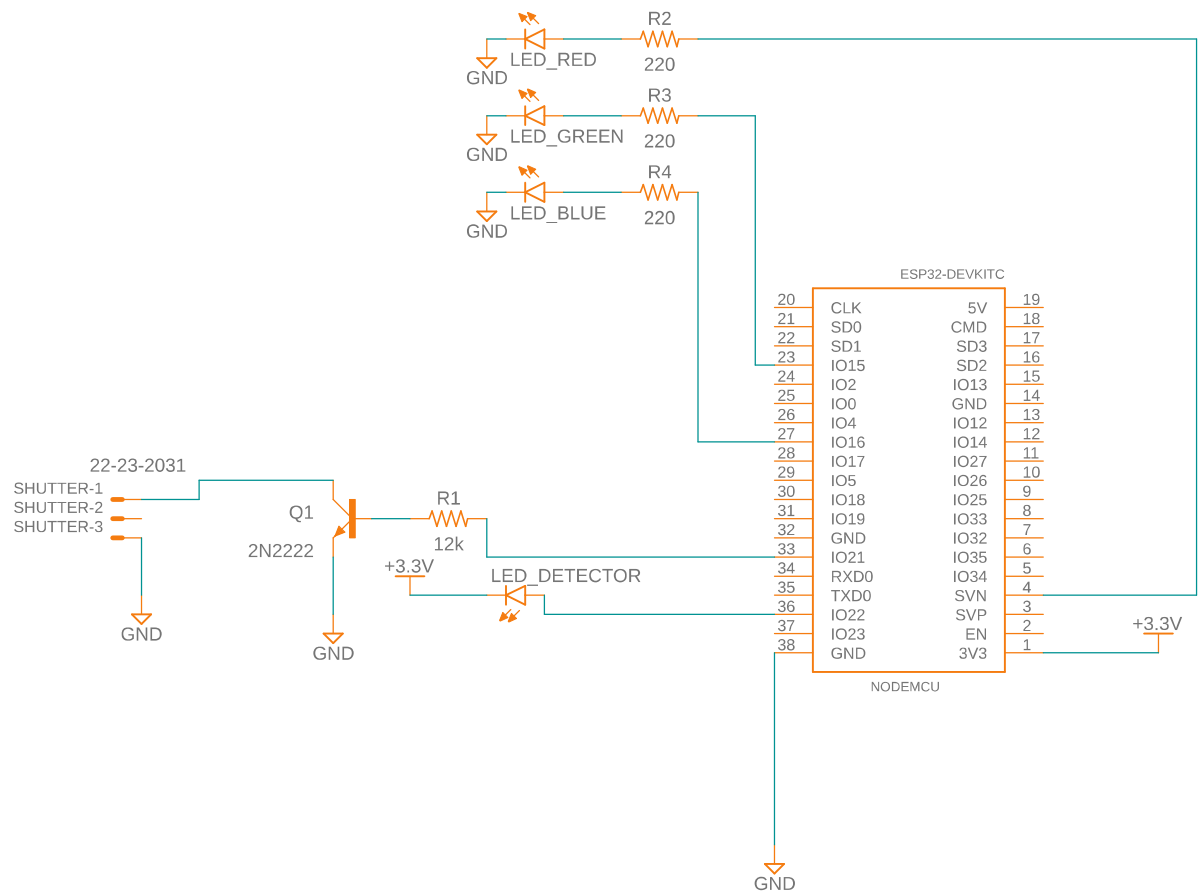 R2
LED_RED
220
GND
R3
LED_GREEN
220
GND
R4
LED_BLUE
220
GND
ESP32-DEVKITC
20 CLK 5V 19
21 SD0 CMD 18
22 SD1 SD3 17
23 IO15 SD2 16
24 IO2 IO13 15
25 IO0 GND 14
26 IO4 IO12 13
27 IO16 IO14 12
28 IO17 IO27 11
29 IO5 IO26 10
30 IO18 IO25 9
31 IO19 IO33 8
32 GND IO32 7
33 IO21 IO35 6
34 RXD0 IO34 5
35 TXD0 SVN 4
36 IO22 SVP 3
37 IO23 EN 2
38 GND 3V3 1
NODEMCU
+3.3V
22-23-2031
SHUTTER-1
SHUTTER-2
SHUTTER-3
GND
Q1
2N2222
GND
R1
12k
+3.3V
LED_DETECTOR
GND